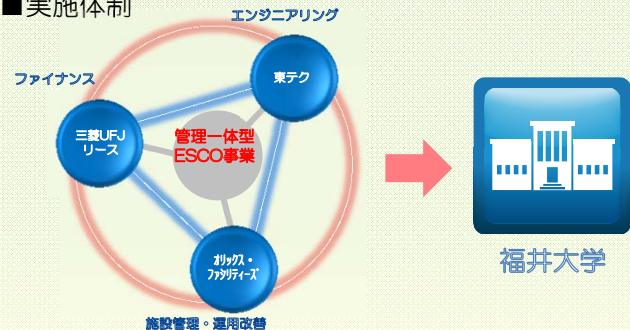 ■実施体制
エンジニアリング
東テク
ファイナンス
三菱UFJ
リース
管理一体型
ESCO事業
オリックス・
ファシリティーズ
施設管理・運用改善
福井大学